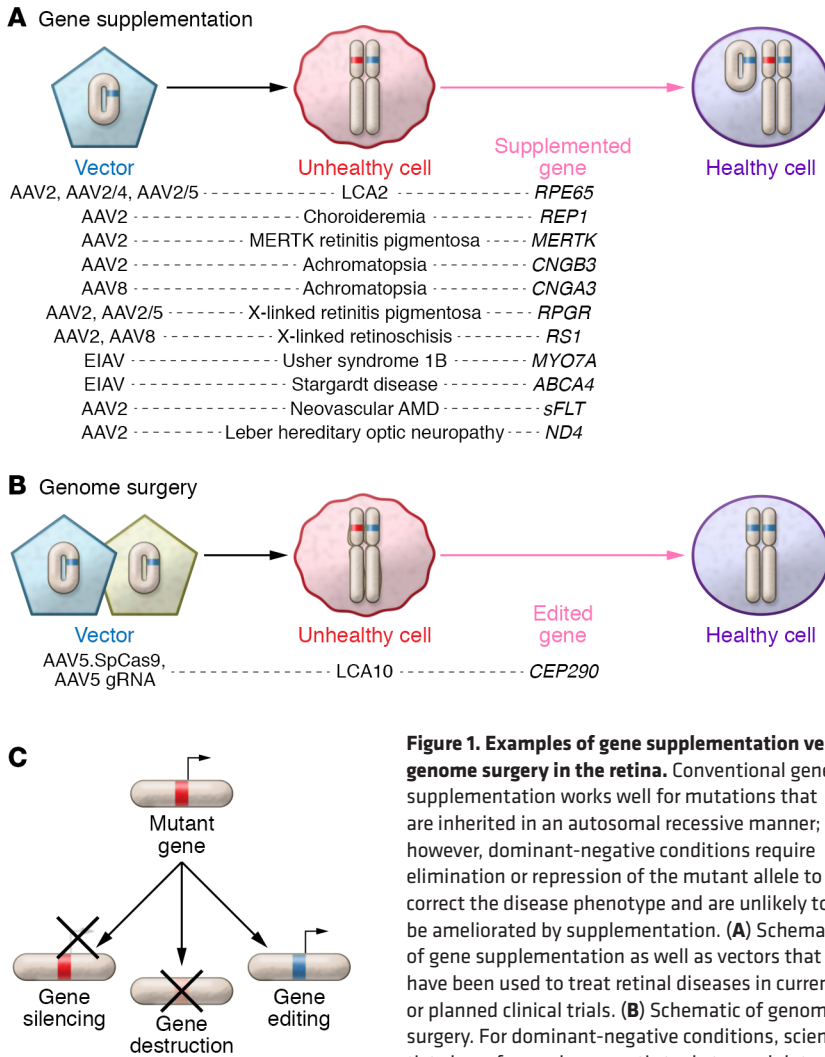 A Gene supplementation
Vector
Unhealthy cell
Supplemented
gene
Healthy cell
AAV2, AAV2/4, AAV2/5 LCA2 RPE65
AAV2 Choroideremia REP1
AAV2 MERTK retinitis pigmentosa MERTK
AAV2 Achromatopsia CNGB3
AAV8 Achromatopsia CNGA3
AAV2, AAV2/5 X-linked retinitis pigmentosa RPGR
AAV2, AAV8 X-linked retinoschisis RS1
EIAV Usher syndrome 1B MYO7A
EIAV Stargardt disease ABCA4
AAV2 Neovascular AMD sFLT
AAV2 Leber hereditary optic neuropathy ND4
B Genome surgery
Vector
Unhealthy cell
Edited
gene
Healthy cell
AAV5.SpCas9,
AAV5 gRNA
LCA10 CEP290
C
Mutant
gene
Gene
silencing
Gene
destruction
Gene
editing
Figure 1. Examples of gene supplementation
genome surgery in the retina. Conventional gene
supplementation works well for mutations that
are inherited in an autosomal recessive manner;
however, dominant-negative conditions require
elimination or repression of the mutant allele to
correct the disease phenotype and are unlikely to
be ameliorated by supplementation. (A)
of gene supplementation as well as vectors that
have been used to treat retinal diseases in
or planned clinical trials. (B) Schematic of
surgery. For dominant-negative conditions,